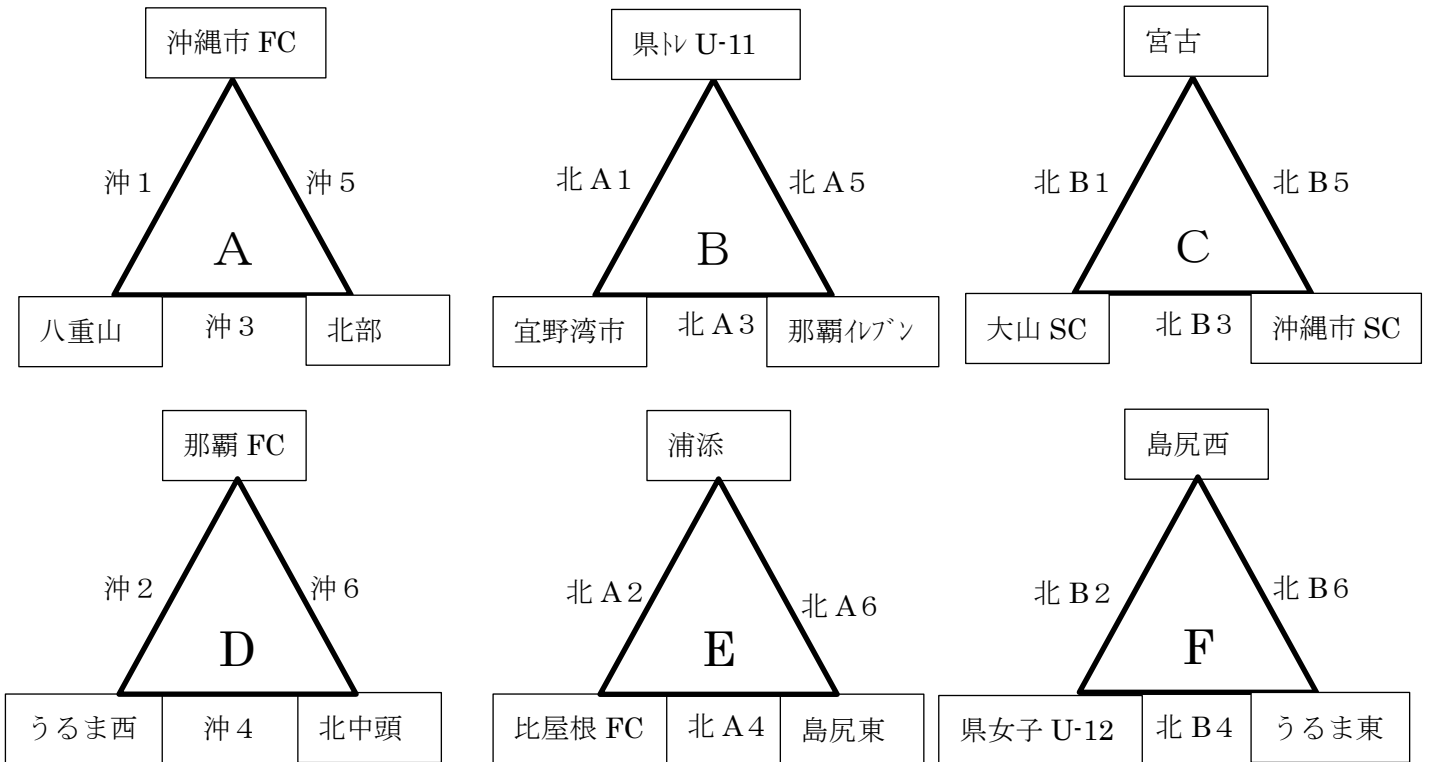 沖縄市 FC
県ﾄﾚ U-11
宮古
沖１
沖５
北 A１
北 A５
北 B１
北 B５
A
B
C
八重山
沖３
北部
宜野湾市
北 A３
那覇ｲﾚﾌﾞﾝ
大山 SC
北 B３
沖縄市 SC
那覇 FC
浦添
島尻西
沖２
沖６
北 A２
北 A６
北 B２
北 B６
D
E
F
うるま西
沖４
北中頭
比屋根 FC
北 A４
島尻東
県女子 U-12
北 B４
うるま東